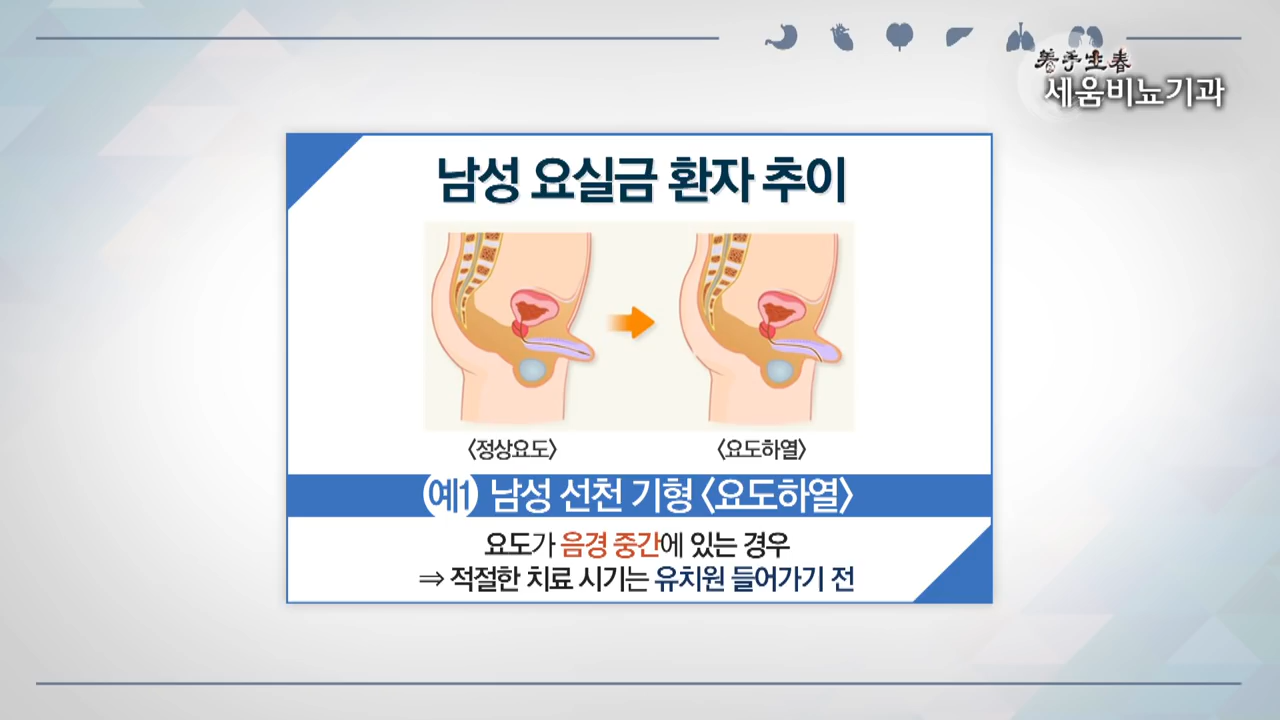 着手生春
세움비뇨기과
남성 요실금 환자 추이
<정상요도>
<요도하열>
예1 남성 선천 기형 <요도하열>
요도가 음경 중간에 있는 경우
⇒ 적절한 치료 시기는 유치원 들어가기 전